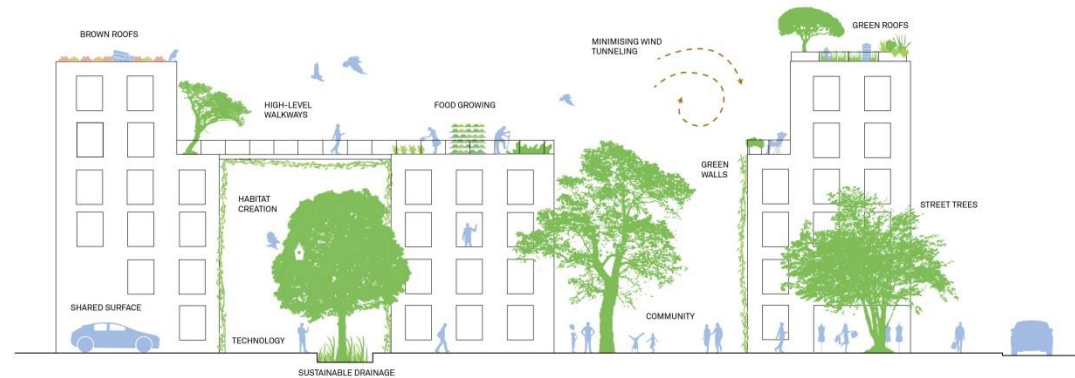 BROWN ROOFS
GREEN ROOFS
MINIMISING WIND
TUNNELING
HIGH-LEVEL
WALKWAYS
FOOD GROWING
GREEN
WALLS
HABITAT
CREATION
STREET TREES
SHARED SURFACE
COMMUNITY
TECHNOLOGY
SUSTAINABLE DRAINAGE